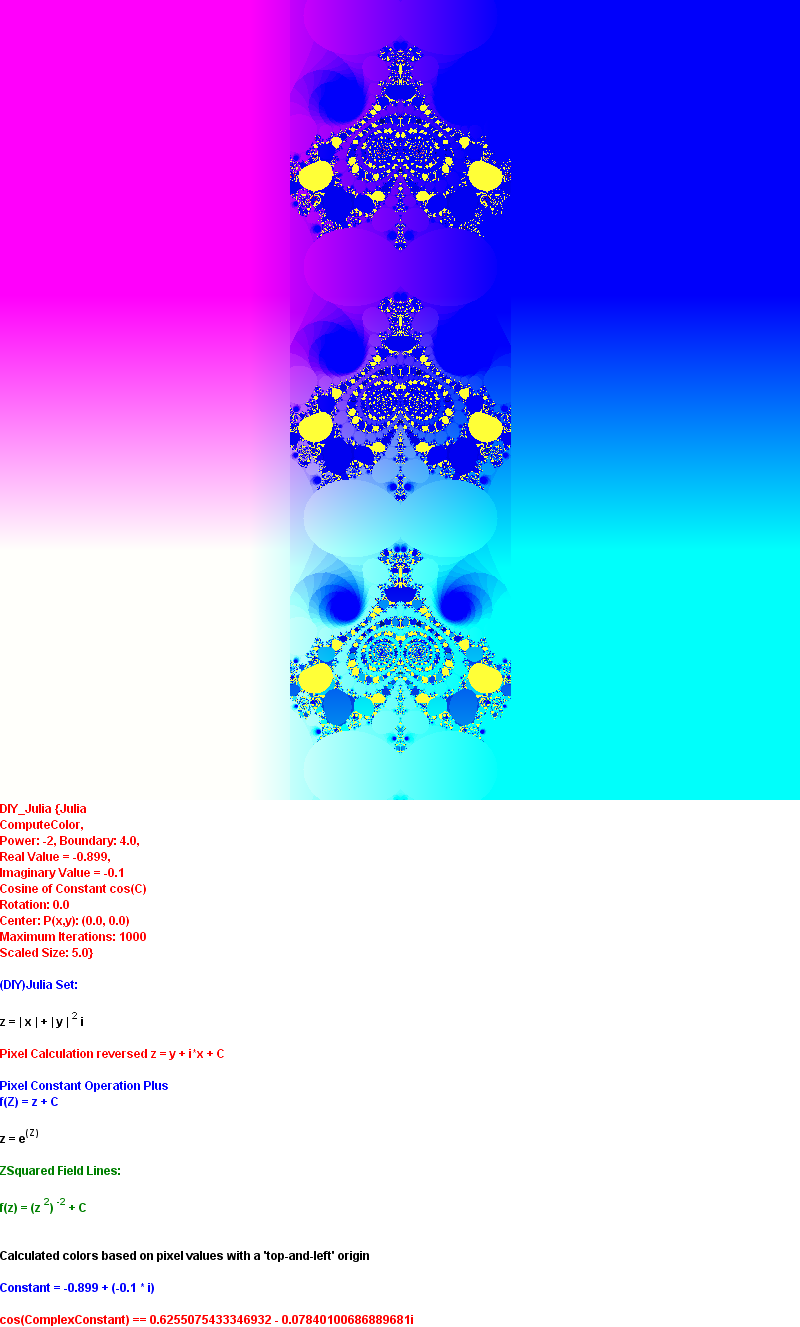 DIY_Julia {Julia
ComputeColor,
Power: -2, Boundary: 4.0,
Real Value = -0.899,
Imaginary Value = -0.1
Cosine of Constant cos(C)
Rotation: 0.0
Center: P(x,y): (0.0, 0.0)
Maximum Iterations: 1000
Scaled Size: 5.0}
(DIY)Julia Set:
z = | x | + | y | ² i
Pixel Calculation reversed z = y + i*x + C
Pixel Constant Operation Plus
f(Z) = z + C
z = e^(Z)
ZSquared Field Lines:
f(z) = (z ²) ⁻² + C
Calculated colors based on pixel values with a 'top-and-left' origin
Constant = -0.899 + (-0.1 * i)
cos(ComplexConstant) == 0.6255075433346932 - 0.07840100686889681i